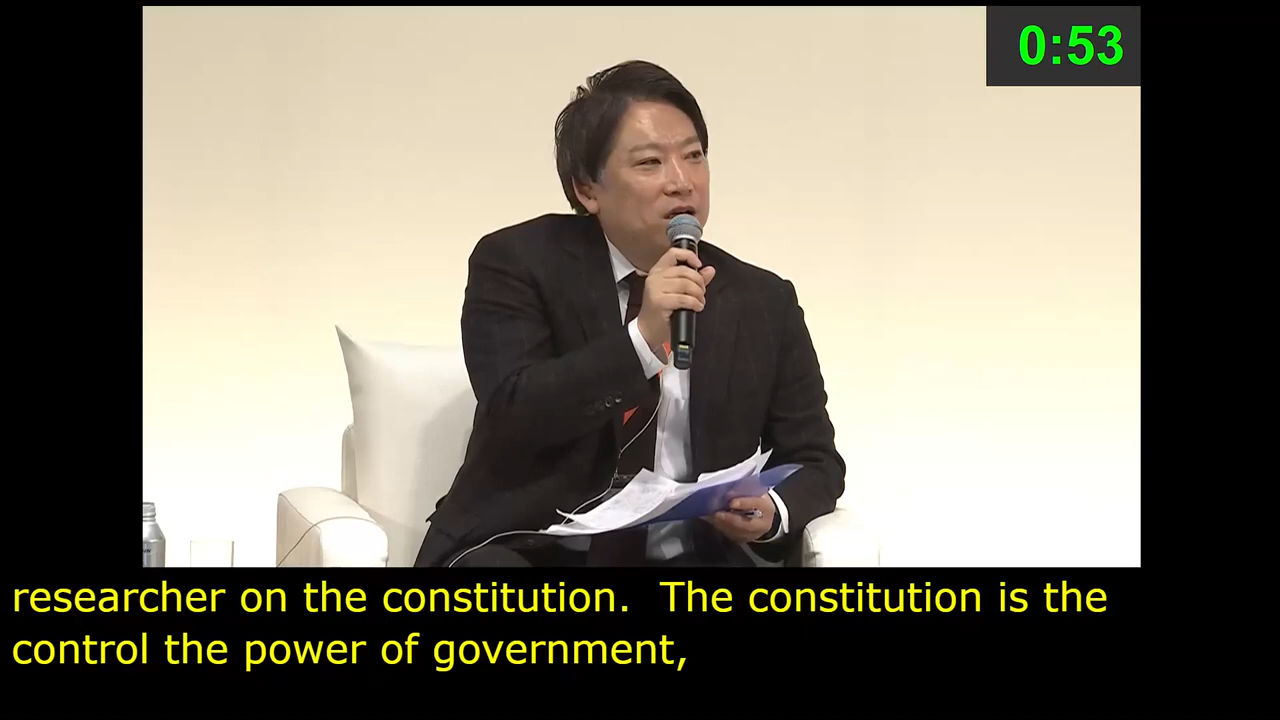 0:53
researcher on the constitution.  The constitution is the
control the power of government,